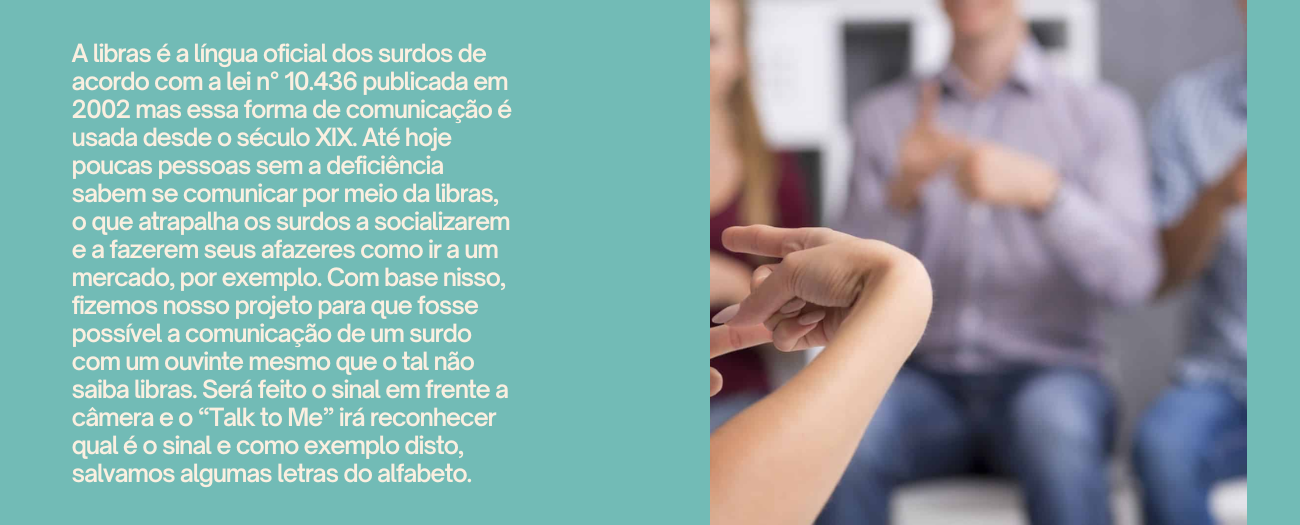 A libras é a língua oficial dos surdos de
acordo com a lei n° 10.436 publicada em
2002 mas essa forma de comunicação é
usada desde o século XIX. Até hoje
poucas pessoas sem a deficiência
sabem se comunicar por meio da libras,
o que atrapalha os surdos a socializarem
e a fazerem seus afazeres como ir a um
mercado, por exemplo. Com base nisso,
fizemos nosso projeto para que fosse
possível a comunicação de um surdo
com um ouvinte mesmo que o tal não
saiba libras. Será feito o sinal em frente a
câmera e o “Talk to Me” irá reconhecer
qual é o sinal e como exemplo disto,
salvamos algumas letras do alfabeto.